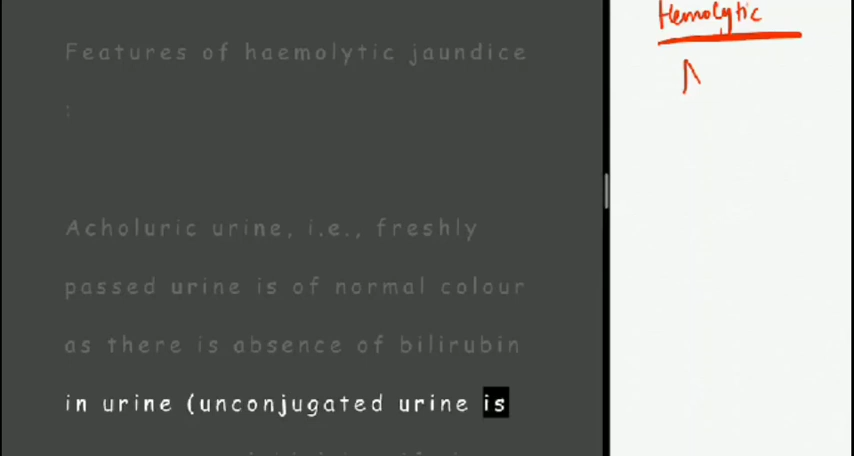 Features of haemolytic jaundice
:
Acholuric urine, i.e., freshly
passed urine is of normal colour
as there is absence of bilirubin
in urine (unconjugated urine is
Hemolytic